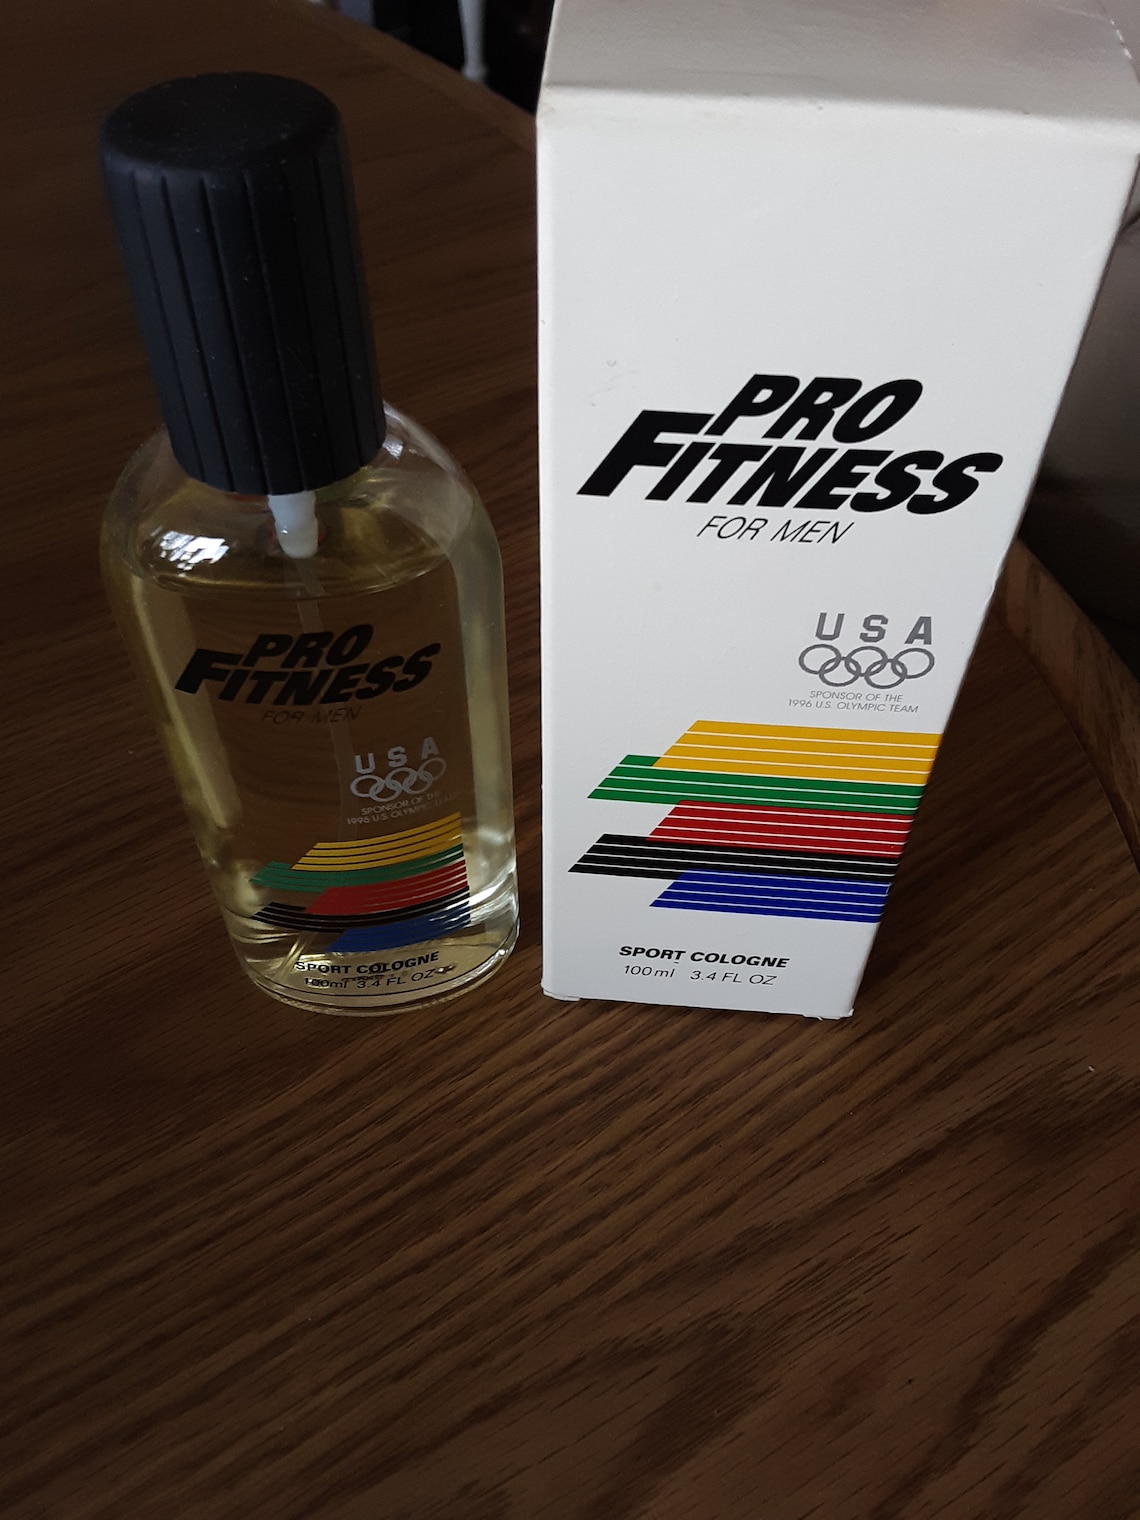 PRO
FITNESS
FOR MEN
USA
SPONSOR OF THE
1996 U.S. OLYMPIC TEAM
SPORT COLOGNE
100ml 3.4 FL OZ
PRO
FITNESS
FOR MEN
USA
SPONSOR OF THE
1996 U.S. OLYMPIC TEAM
SPORT COLOGNE
100ml 3.4 FL OZ